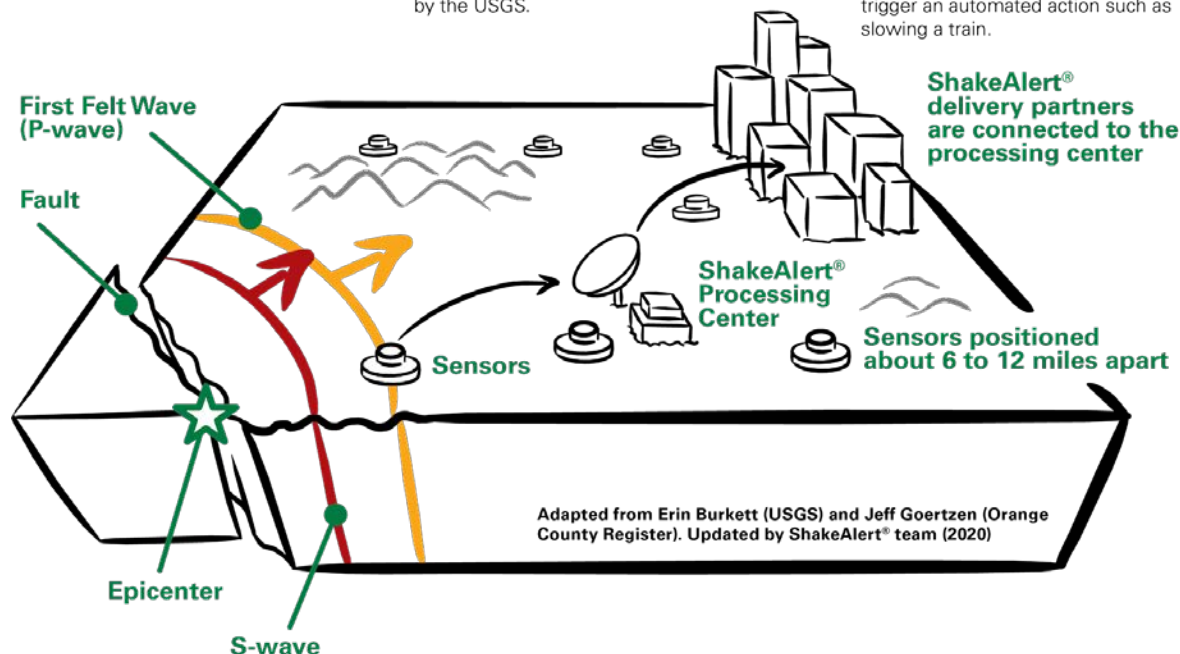 by the USGS.
trigger an automated action such as
slowing a train.
First Felt Wave
(P-wave)
ShakeAlert®
delivery partners
are connected to the
processing center
Fault
ShakeAlert®
Processing
Center
Sensors
Sensors positioned
about 6 to 12 miles apart
Adapted from Erin Burkett (USGS) and Jeff Goertzen (Orange
County Register). Updated by ShakeAlert® team (2020)
Epicenter
S-wave